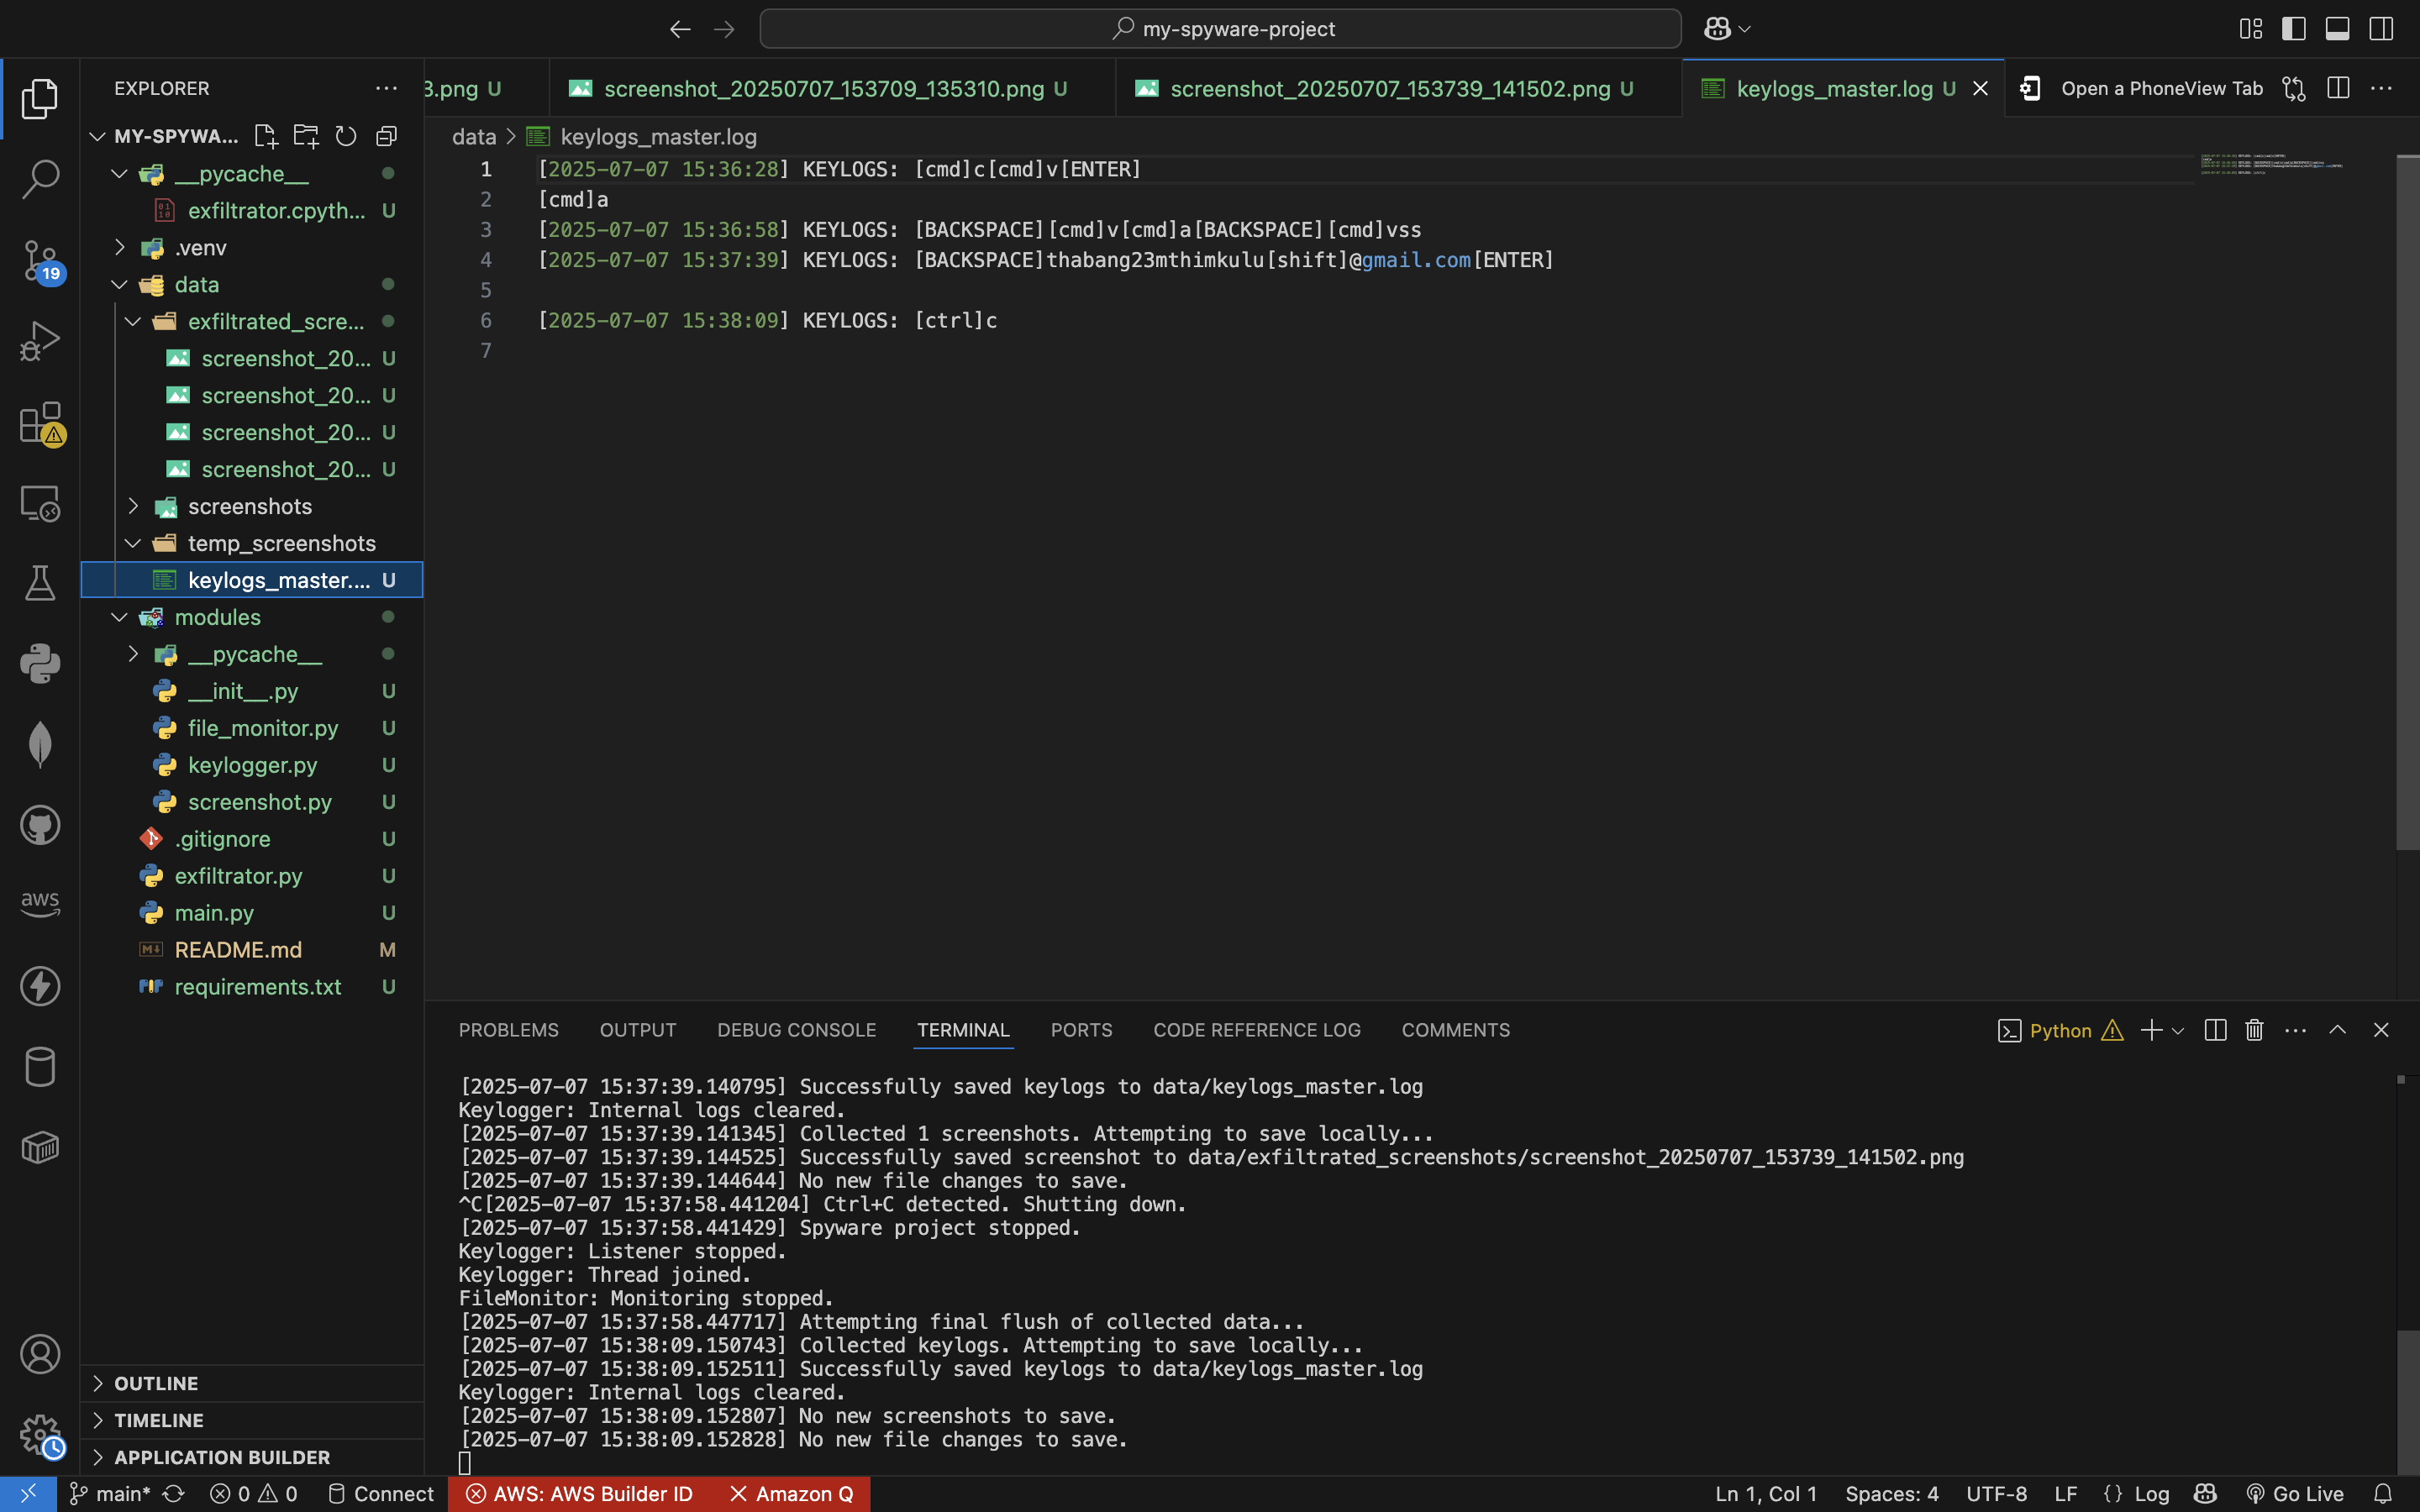 my-spyware-project
EXPLORER
3.png U
screenshot_20250707_153709_135310.png U
screenshot_20250707_153739_141502.png U
keylogs_master.log U
Open a PhoneView Tab
MY-SPYWA...
data > keylogs_master.log
__pycache__
exfiltrator.cpyth... U
.venv
data
exfiltrated_scre...
screenshot_20... U
screenshot_20... U
screenshot_20... U
screenshot_20... U
screenshots
temp_screenshots
keylogs_master.... U
modules
__pycache__
__init__.py U
file_monitor.py U
keylogger.py U
screenshot.py U
.gitignore U
exfiltrator.py U
main.py U
README.md M
requirements.txt U
OUTLINE
TIMELINE
APPLICATION BUILDER
19
aws
1 [2025-07-07 15:36:28] KEYLOGS: [cmd]c[cmd]v[ENTER]
2 [cmd]a
3 [2025-07-07 15:36:58] KEYLOGS: [BACKSPACE][cmd]v[cmd]a[BACKSPACE][cmd]vss
4 [2025-07-07 15:37:39] KEYLOGS: [BACKSPACE]thabang23mthimkulu[shift]@gmail.com[ENTER]
5
6 [2025-07-07 15:38:09] KEYLOGS: [ctrl]c
7
PROBLEMS OUTPUT DEBUG CONSOLE TERMINAL PORTS CODE REFERENCE LOG COMMENTS
Python
[2025-07-07 15:37:39.140795] Successfully saved keylogs to data/keylogs_master.log
Keylogger: Internal logs cleared.
[2025-07-07 15:37:39.141345] Collected 1 screenshots. Attempting to save locally...
[2025-07-07 15:37:39.144525] Successfully saved screenshot to data/exfiltrated_screenshots/screenshot_20250707_153739_141502.png
[2025-07-07 15:37:39.144644] No new file changes to save.
^C[2025-07-07 15:37:58.441204] Ctrl+C detected. Shutting down.
[2025-07-07 15:37:58.441429] Spyware project stopped.
Keylogger: Listener stopped.
Keylogger: Thread joined.
FileMonitor: Monitoring stopped.
[2025-07-07 15:37:58.447717] Attempting final flush of collected data...
[2025-07-07 15:38:09.150743] Collected keylogs. Attempting to save locally...
[2025-07-07 15:38:09.152511] Successfully saved keylogs to data/keylogs_master.log
Keylogger: Internal logs cleared.
[2025-07-07 15:38:09.152807] No new screenshots to save.
[2025-07-07 15:38:09.152828] No new file changes to save.
main* 0 0 Connect AWS: AWS Builder ID Amazon Q Ln 1, Col 1 Spaces: 4 UTF-8 LF {} Log Go Live